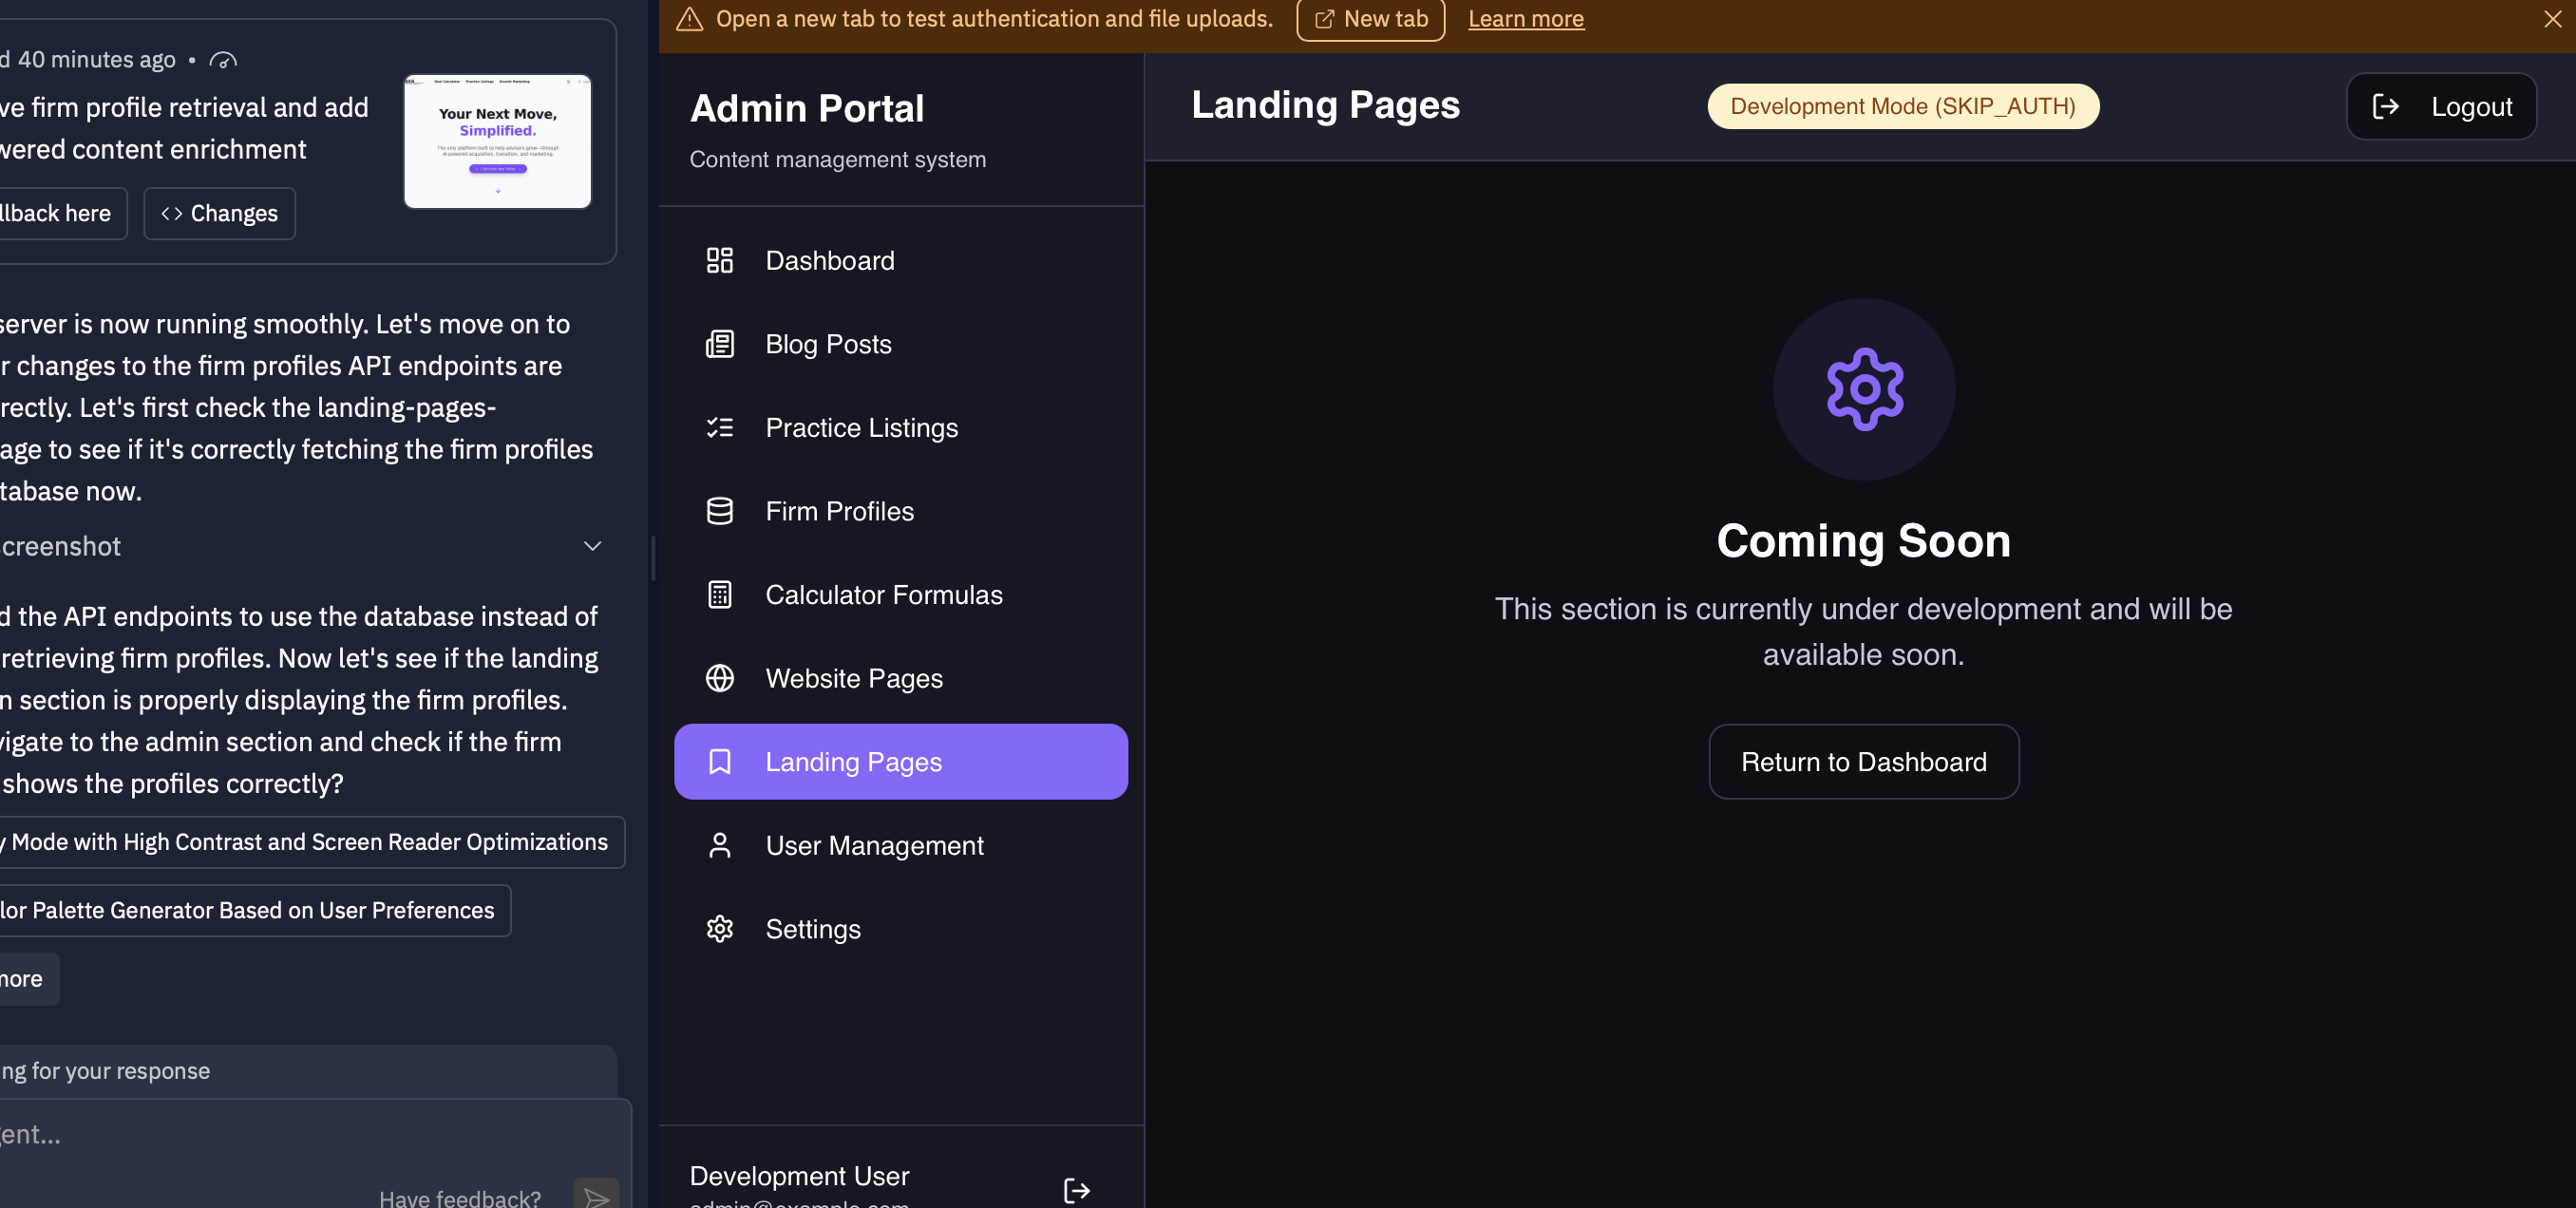 d 40 minutes ago •
ve firm profile retrieval and add
wered content enrichment
llback here
<> Changes
Your Next Move,
Simplified.
server is now running smoothly. Let's move on to
r changes to the firm profiles API endpoints are
rectly. Let's first check the landing-pages-
age to see if it's correctly fetching the firm profiles
tabase now.
creenshot
d the API endpoints to use the database instead of
retrieving firm profiles. Now let's see if the landing
n section is properly displaying the firm profiles.
vigate to the admin section and check if the firm
shows the profiles correctly?
y Mode with High Contrast and Screen Reader Optimizations
lor Palette Generator Based on User Preferences
more
ng for your response
ent...
Have feedback?
Open a new tab to test authentication and file uploads.
New tab
Learn more
Admin Portal
Content management system
Dashboard
Blog Posts
Practice Listings
Firm Profiles
Calculator Formulas
Website Pages
Landing Pages
User Management
Settings
Development User
admin@example.com
Landing Pages
Development Mode (SKIP_AUTH)
Logout
Coming Soon
This section is currently under development and will be
available soon.
Return to Dashboard